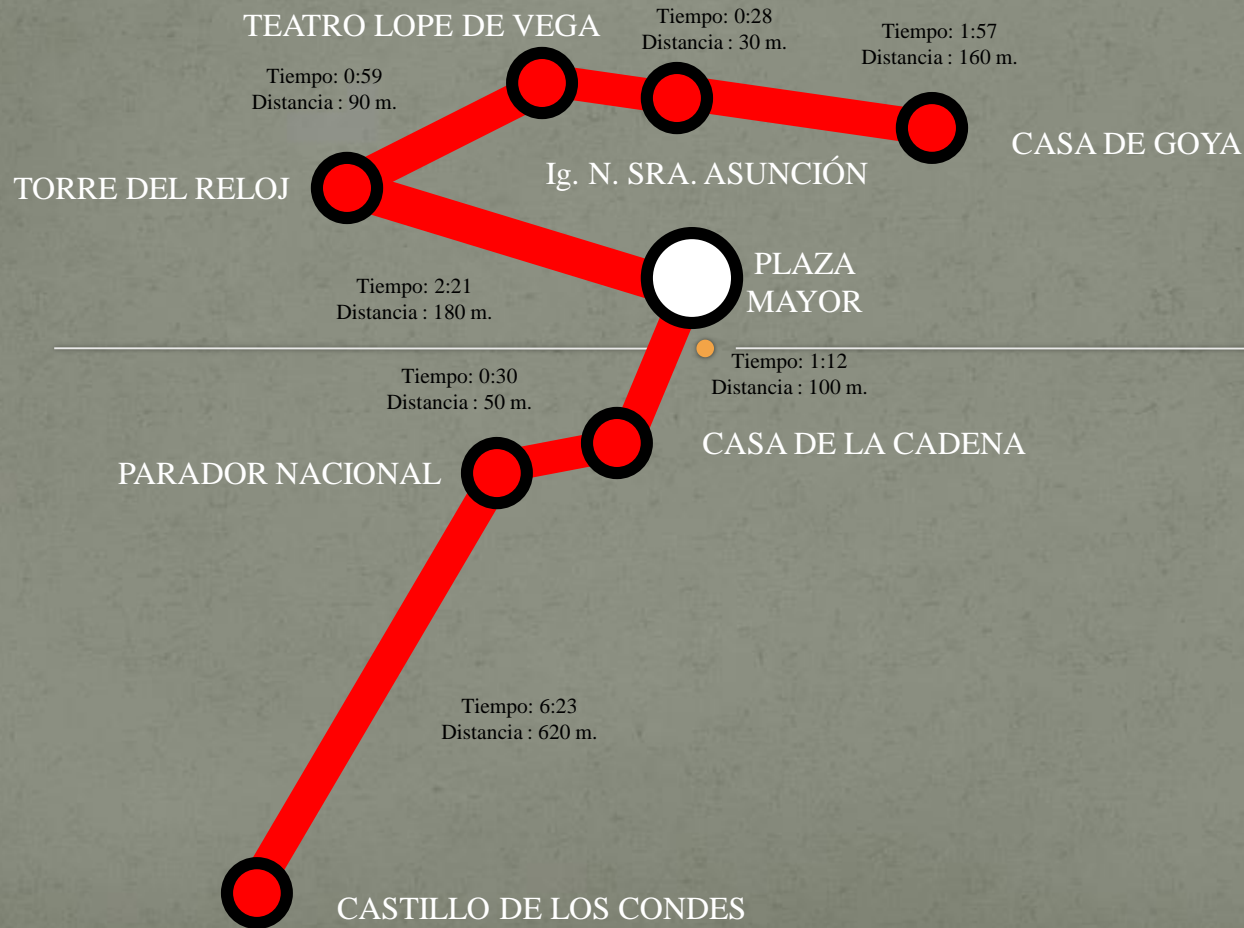 TEATRO LOPE DE VEGA
Tiempo: 0:28
Distancia : 30 m.
Tiempo: 1:57
Distancia : 160 m.
Tiempo: 0:59
Distancia : 90 m.
CASA DE GOYA
Ig. N. SRA. ASUNCIÓN
TORRE DEL RELOJ
PLAZA
MAYOR
Tiempo: 2:21
Distancia : 180 m.
Tiempo: 1:12
Distancia : 100 m.
Tiempo: 0:30
Distancia : 50 m.
CASA DE LA CADENA
PARADOR NACIONAL
Tiempo: 6:23
Distancia : 620 m.
CASTILLO DE LOS CONDES